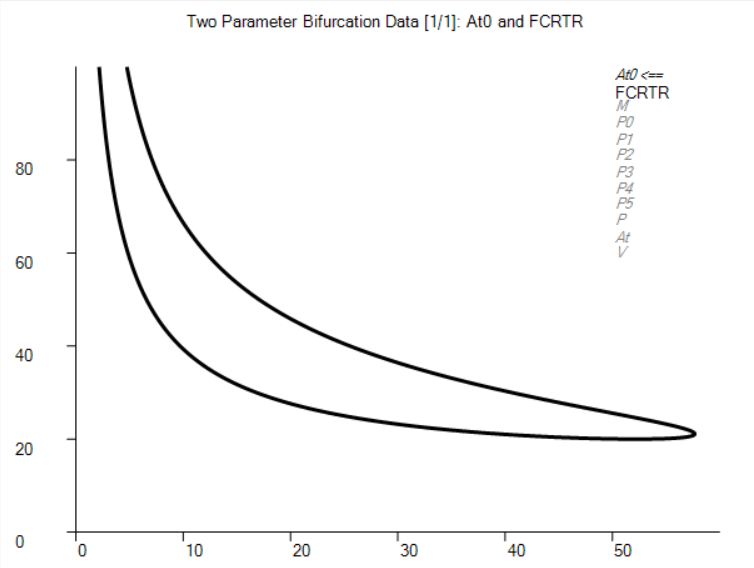 Two Parameter Bifurcation Data [1/1]: At0 and FCRTR
At0 <==
FCRTR
M
P0
P1
P2
P3
P4
P5
P
At
V
80
60
40
20
0
0 10 20 30 40 50